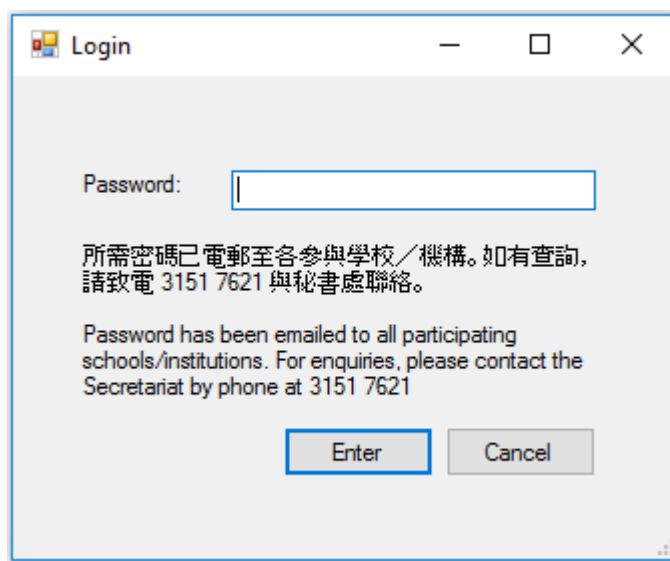 Login
Password:
所需密碼已電郵至各參與學校／機構。如有查詢,
請致電 3151 7621 與秘書處聯絡。
Password has been emailed to all participating
schools/institutions. For enquiries, please contact the
Secretariat by phone at 3151 7621
Enter Cancel